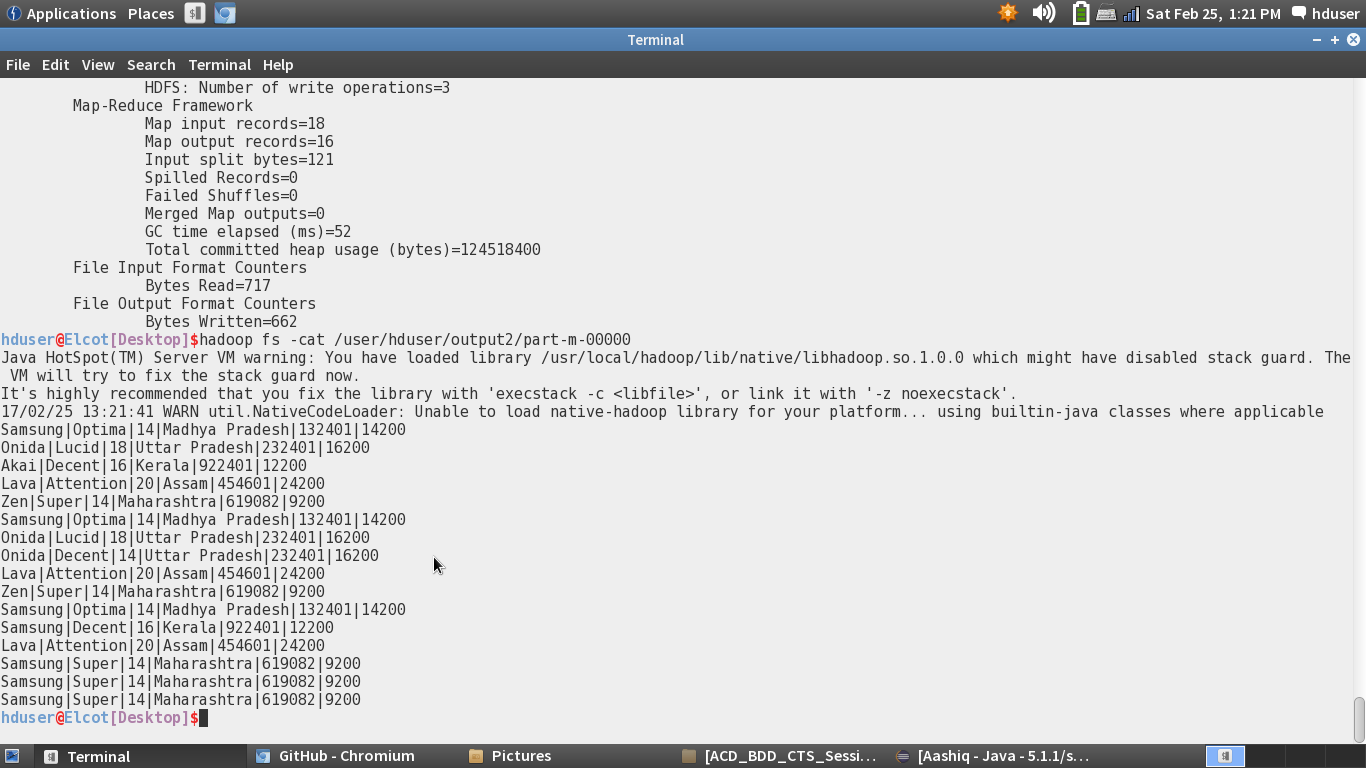 Applications Places Sat Feb 25, 1:21 PM hduser
Terminal
File Edit View Search Terminal Help
HDFS: Number of write operations=3
Map-Reduce Framework
Map input records=18
Map output records=16
Input split bytes=121
Spilled Records=0
Failed Shuffles=0
Merged Map outputs=0
GC time elapsed (ms)=52
Total committed heap usage (bytes)=124518400
File Input Format Counters
Bytes Read=717
File Output Format Counters
Bytes Written=662
hduser@Elcot[Desktop]$hadoop fs -cat /user/hduser/output2/part-m-00000
Java HotSpot(TM) Server VM warning: You have loaded library /usr/local/hadoop/lib/native/libhadoop.so.1.0.0 which might have disabled stack guard. The
VM will try to fix the stack guard now.
It's highly recommended that you fix the library with 'execstack -c <libfile>', or link it with '-z noexecstack'.
17/02/25 13:21:41 WARN util.NativeCodeLoader: Unable to load native-hadoop library for your platform... using builtin-java classes where applicable
Samsung|Optima|14|Madhya Pradesh|132401|14200
Onida|Lucid|18|Uttar Pradesh|232401|16200
Akai|Decent|16|Kerala|922401|12200
Lava|Attention|20|Assam|454601|24200
Zen|Super|14|Maharashtra|619082|9200
Samsung|Optima|14|Madhya Pradesh|132401|14200
Onida|Lucid|18|Uttar Pradesh|232401|16200
Onida|Decent|14|Uttar Pradesh|232401|16200
Lava|Attention|20|Assam|454601|24200
Zen|Super|14|Maharashtra|619082|9200
Samsung|Optima|14|Madhya Pradesh|132401|14200
Samsung|Decent|16|Kerala|922401|12200
Lava|Attention|20|Assam|454601|24200
Samsung|Super|14|Maharashtra|619082|9200
Samsung|Super|14|Maharashtra|619082|9200
Samsung|Super|14|Maharashtra|619082|9200
hduser@Elcot[Desktop]$
Terminal GitHub - Chromium Pictures [ACD_BDD_CTS_Sessi... [Aashiq - Java - 5.1.1/s...